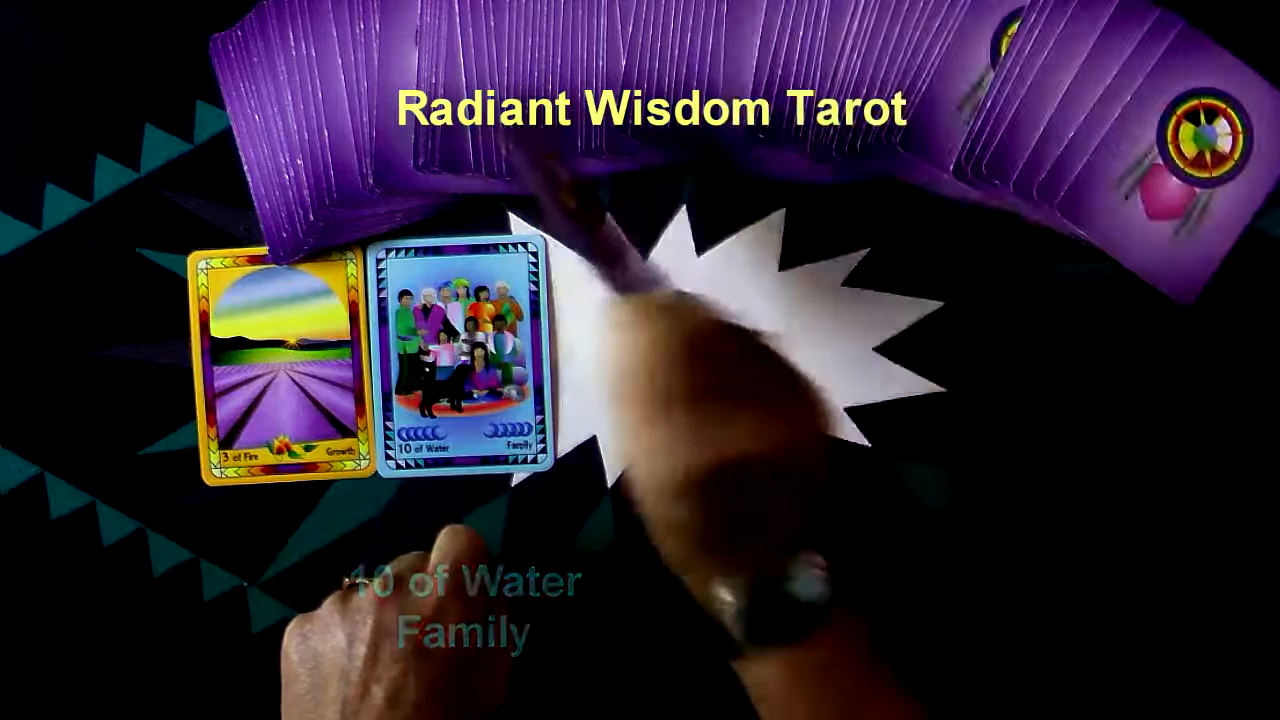 Radiant Wisdom Tarot
3 of Fire
Growth
10 of Water
Family
10 of Water
Family